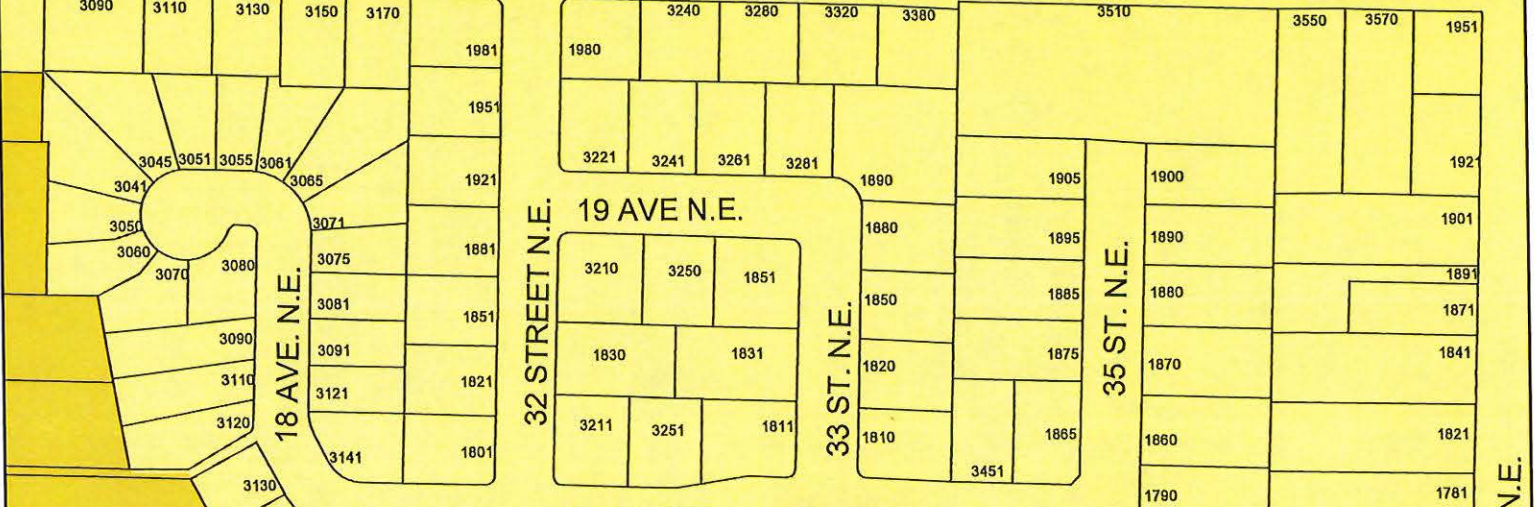 3090 3110 3130 3150 3170 3240 3280 3320 3380 3510 3550 3570 1951
1981 1980
1951
3045 3051 3055 3061 3221 3241 3261 3281 1921
3041 3065 1921 1890 1905 1900
3050 3071 19 AVE N.E. 1880 1901
3060 3075 1881 1895 1890
3070 3080 3210 3250 1851 1891
3081 1851 1850 1885 1880 1871
3090 3091 1830 1831 1875 1841
3110 3121 1821 1820 1870
3120 3211 3251 1811 1810 1865 1860 1821
3141 1801 3451
3130 1790 1781
18 AVE. N.E.
32 STREET N.E.
33 ST. N.E.
35 ST. N.E.
N.E.